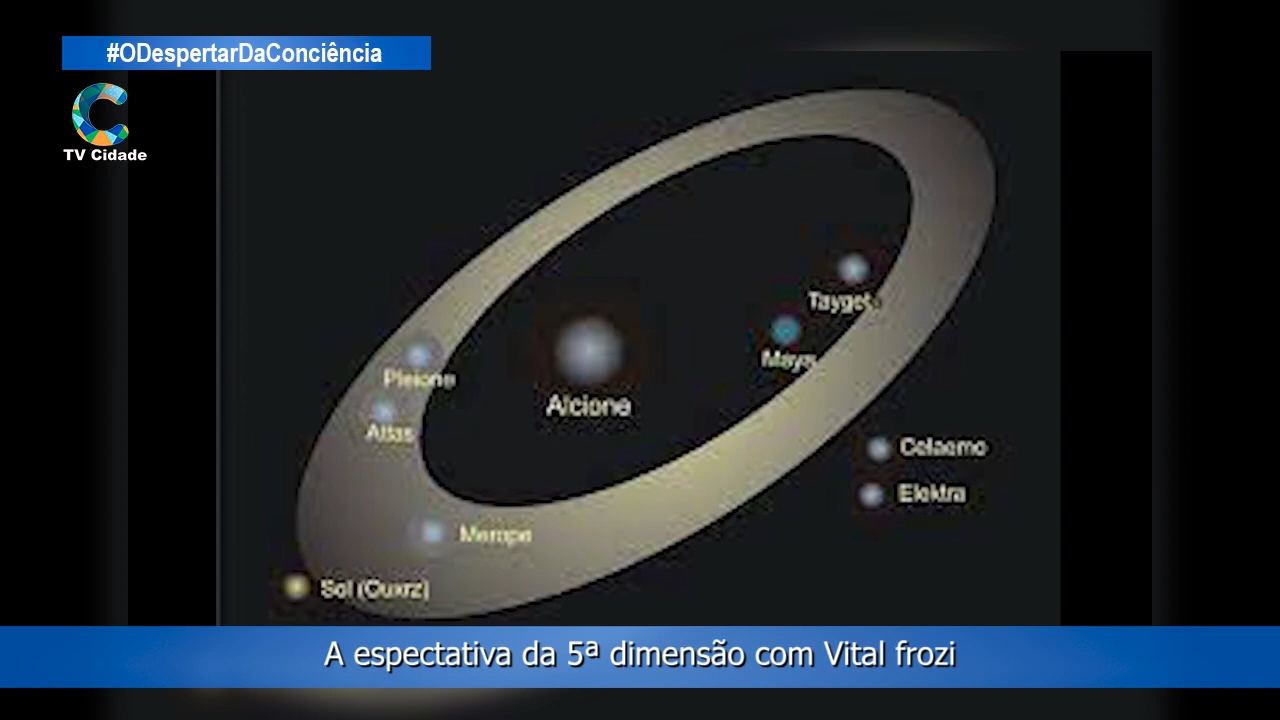 #ODespertarDaConciência
TV Cidade
Tayget
Maya
Pleione
Alcione
Atlas
Celaeno
Elektra
Merope
Sol (Ouxrz)
A espectativa da 5ª dimensão com Vital frozi